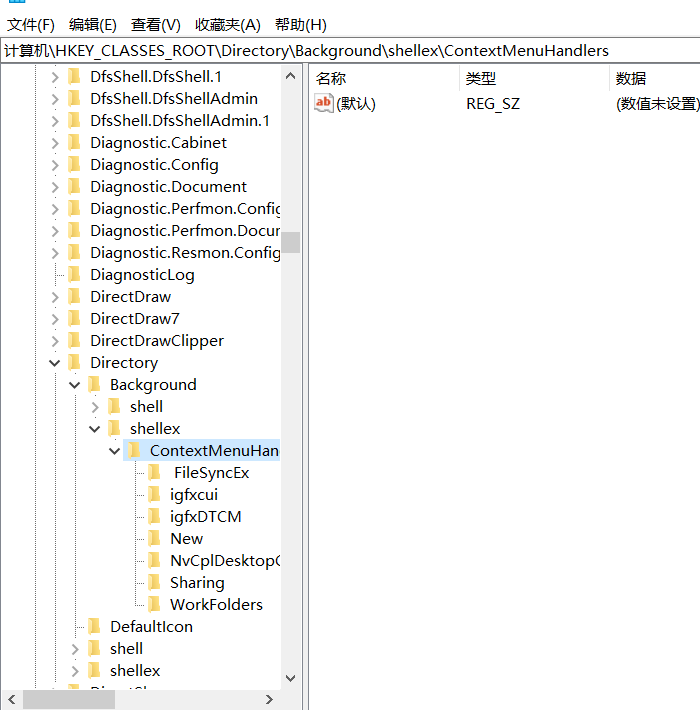 文件(F) 编辑(E) 查看(V) 收藏夹(A) 帮助(H)
计算机\HKEY_CLASSES_ROOT\Directory\Background\shellex\ContextMenuHandlers
DfsShell.DfsShell.1
DfsShell.DfsShellAdmin
DfsShell.DfsShellAdmin.1
Diagnostic.Cabinet
Diagnostic.Config
Diagnostic.Document
Diagnostic.Perfmon.Config
Diagnostic.Perfmon.Docur
Diagnostic.Resmon.Config
DiagnosticLog
DirectDraw
DirectDraw7
DirectDrawClipper
Directory
Background
shell
shellex
ContextMenuHan
FileSyncEx
igfxcui
igfxDTCM
New
NvCplDesktopC
Sharing
WorkFolders
DefaultIcon
shell
shellex
名称 类型 数据
ab (默认) REG_SZ (数值未设置)